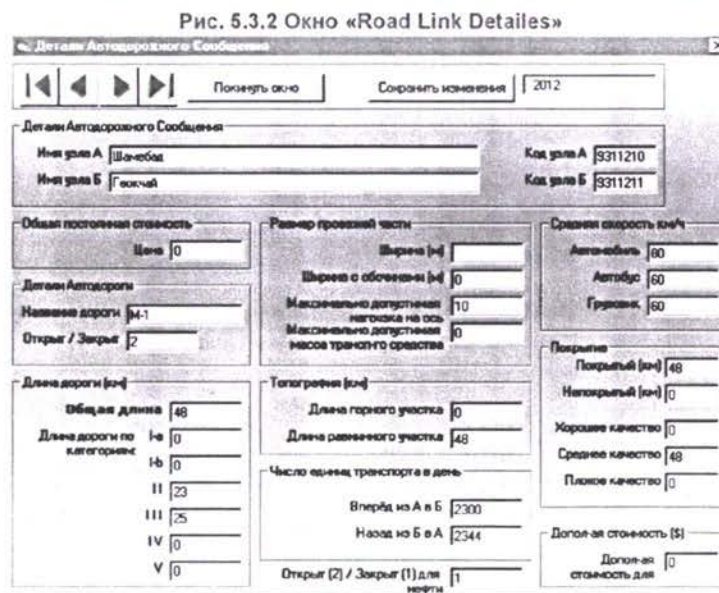 Рис. 5.3.2 Окно «Road Link Detailes»
Детали Автодорожного Сообщения
Покинуть окно
Сохранить изменения
2012
Детали Автодорожного Сообщения
Имя узла А Шамебад
Код узла А 9311210
Имя узла Б Геокчай
Код узла Б 9311211
Общая постоянная стоимость
Цена 0
Детали Автодороги
Название дороги М-1
Открыт / Закрыт 2
Длина дороги (км)
Общая длина 48
Длина дороги по категориям:
I-a 0
I-b 0
II 23
III 25
IV 0
V 0
Размер проезжей части
Ширина (м)
Ширина с обочинами (м) 0
Максимально допустимая нагозка на ось 10
Максимально допустимая масса трансп-го средства 0
Топография (км)
Длина горного участка 0
Длина равнинного участка 48
Число единиц транспорта в день
Вперёд из А в Б 2300
Назад из Б в А 2344
Открыт (2) / Закрыт (1) для нефти 1
Средняя скорость км/ч
Автомобиль 80
Автобус 60
Грузовик 60
Покрытие
Покрытый (км) 48
Непокрытый (км) 0
Хорошее качество 0
Среднее качество 48
Плохое качество 0
Допол-ая стоимость ($)
Допол-ая стоимость для 0